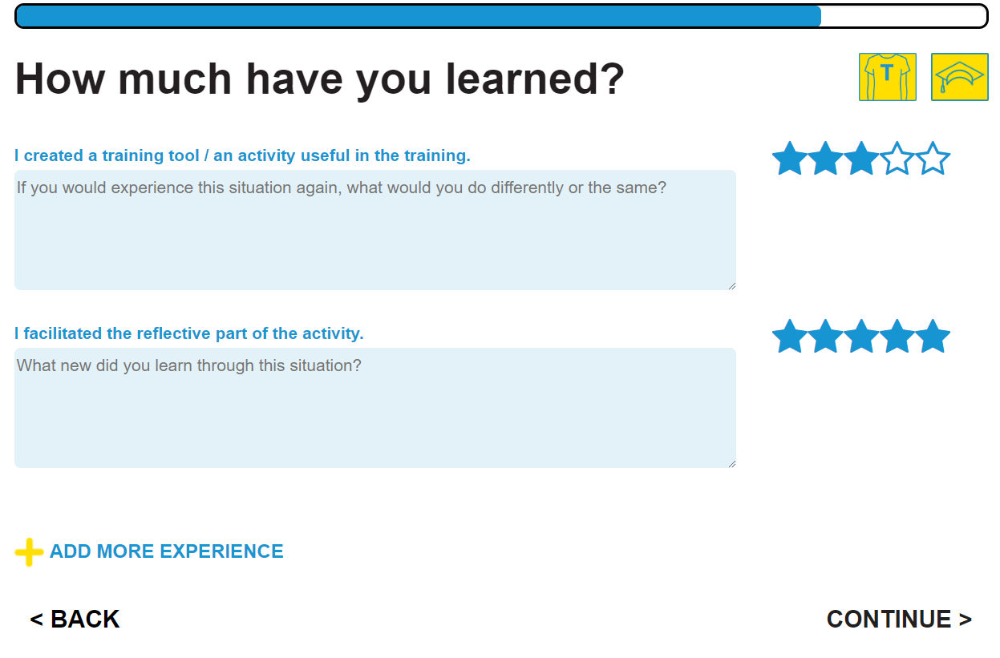 How much have you learned?
T
I created a training tool / an activity useful in the training.
If you would experience this situation again, what would you do differently or the same?
I facilitated the reflective part of the activity.
What new did you learn through this situation?
ADD MORE EXPERIENCE
< BACK
CONTINUE >